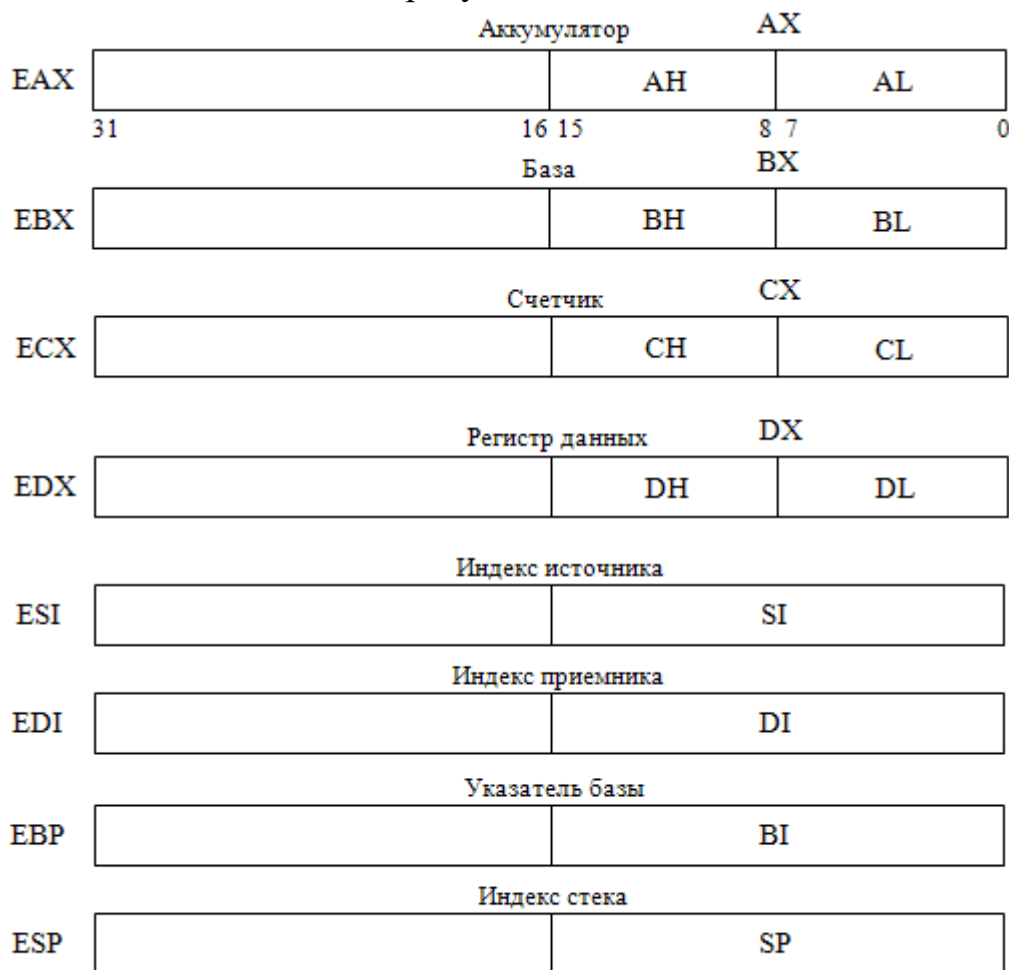 Аккумулятор AX
EAX AH AL
31 16 15 8 7 0
База BX
EBX BH BL
Счетчик CX
ECX CH CL
Регистр данных DX
EDX DH DL
Индекс источника
ESI SI
Индекс приемника
EDI DI
Указатель базы
EBP BI
Индекс стека
ESP SP